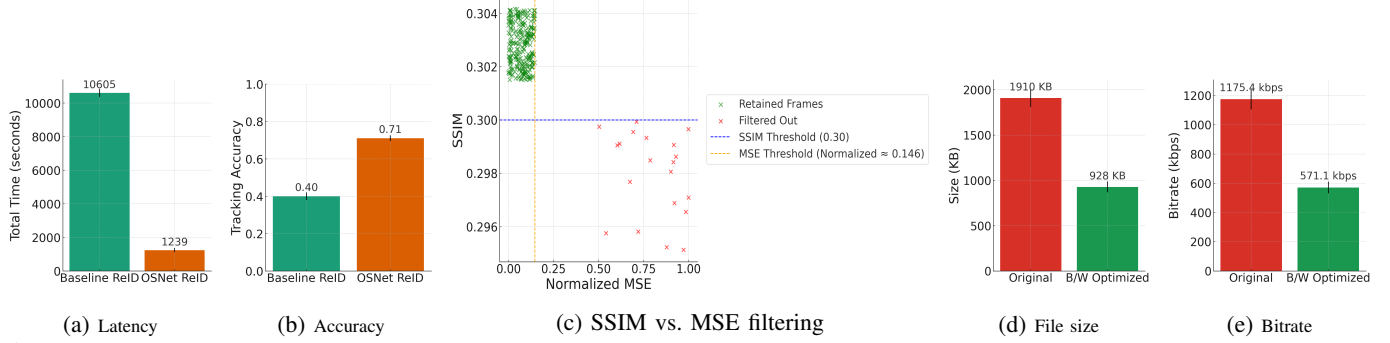 Total Time (seconds)
10000
8000
6000
4000
2000
0
10605
1239
Baseline ReID
OSNet ReID
(a) Latency
Tracking Accuracy
1.0
0.8
0.6
0.4
0.2
0.0
0.40
0.71
Baseline ReID
OSNet ReID
(b) Accuracy
SSIM
0.304
0.302
0.300
0.298
0.296
0.00
0.25
0.50
0.75
1.00
Normalized MSE
Retained Frames
Filtered Out
SSIM Threshold (0.30)
MSE Threshold (Normalized ≈ 0.146)
(c) SSIM vs. MSE filtering
Size (KB)
2000
1500
1000
500
0
1910 KB
928 KB
Original
B/W Optimized
(d) File size
Bitrate (kbps)
1200
1000
800
600
400
200
0
1175.4 kbps
571.1 kbps
Original
B/W Optimized
(e) Bitrate